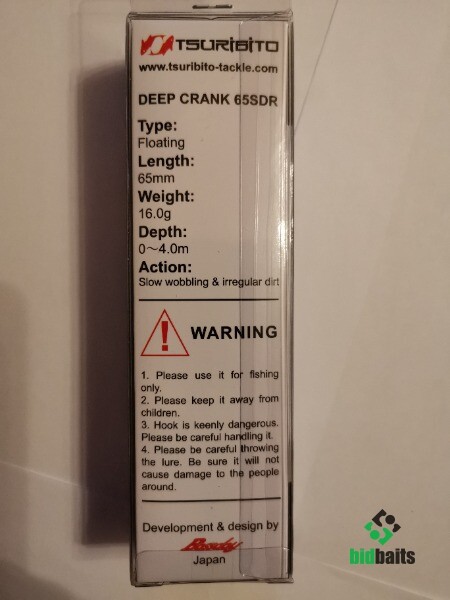 TSURIBITO
www.tsuribito-tackle.com
DEEP CRANK 65SDR
Type:
Floating
Length:
65mm
Weight:
16.0g
Depth:
0～4.0m
Action:
Slow wobbling & irregular dirt
WARNING
1. Please use it for fishing
only.
2. Please keep it away from
children.
3. Hook is keenly dangerous.
Please be careful handling it.
4. Please be careful throwing
the lure. Be sure it will not
cause damage to the people
around.
Development & design by
Japan
bidbaits